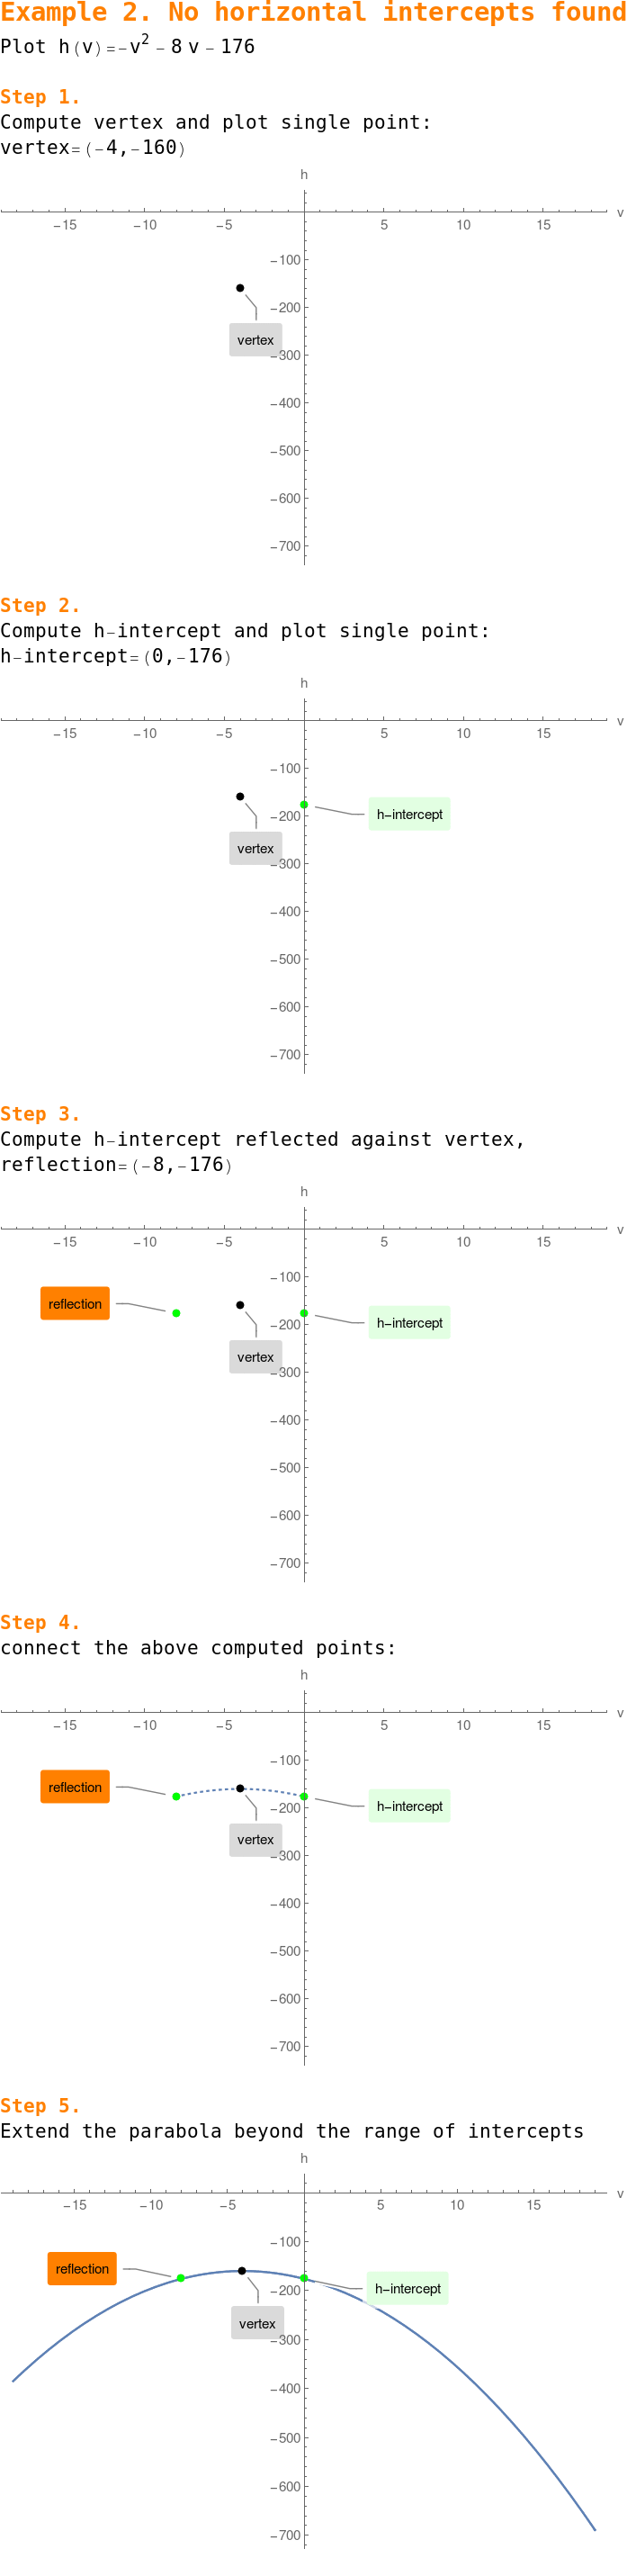 Example 2. No horizontal intercepts found
Plot h(v)=-v² - 8 v - 176
Step 1.
Compute vertex and plot single point:
vertex=(-4,-160)
h
v
-15 -10 -5 5 10 15
-100
-200
vertex
-300
-400
-500
-600
-700
Step 2.
Compute h-intercept and plot single point:
h-intercept=(0,-176)
h
v
-15 -10 -5 5 10 15
-100
h-intercept
-200
vertex
-300
-400
-500
-600
-700
Step 3.
Compute h-intercept reflected against vertex,
reflection=(-8,-176)
h
v
-15 -10 -5 5 10 15
-100
reflection
h-intercept
-200
vertex
-300
-400
-500
-600
-700
Step 4.
connect the above computed points:
h
v
-15 -10 -5 5 10 15
-100
reflection
h-intercept
-200
vertex
-300
-400
-500
-600
-700
Step 5.
Extend the parabola beyond the range of intercepts
h
v
-15 -10 -5 5 10 15
-100
reflection
h-intercept
-200
vertex
-300
-400
-500
-600
-700